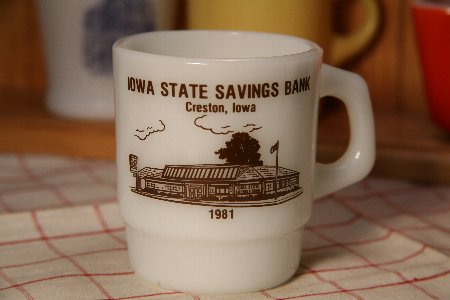 IOWA STATE SAVINGS BANK
Creston, Iowa
1981